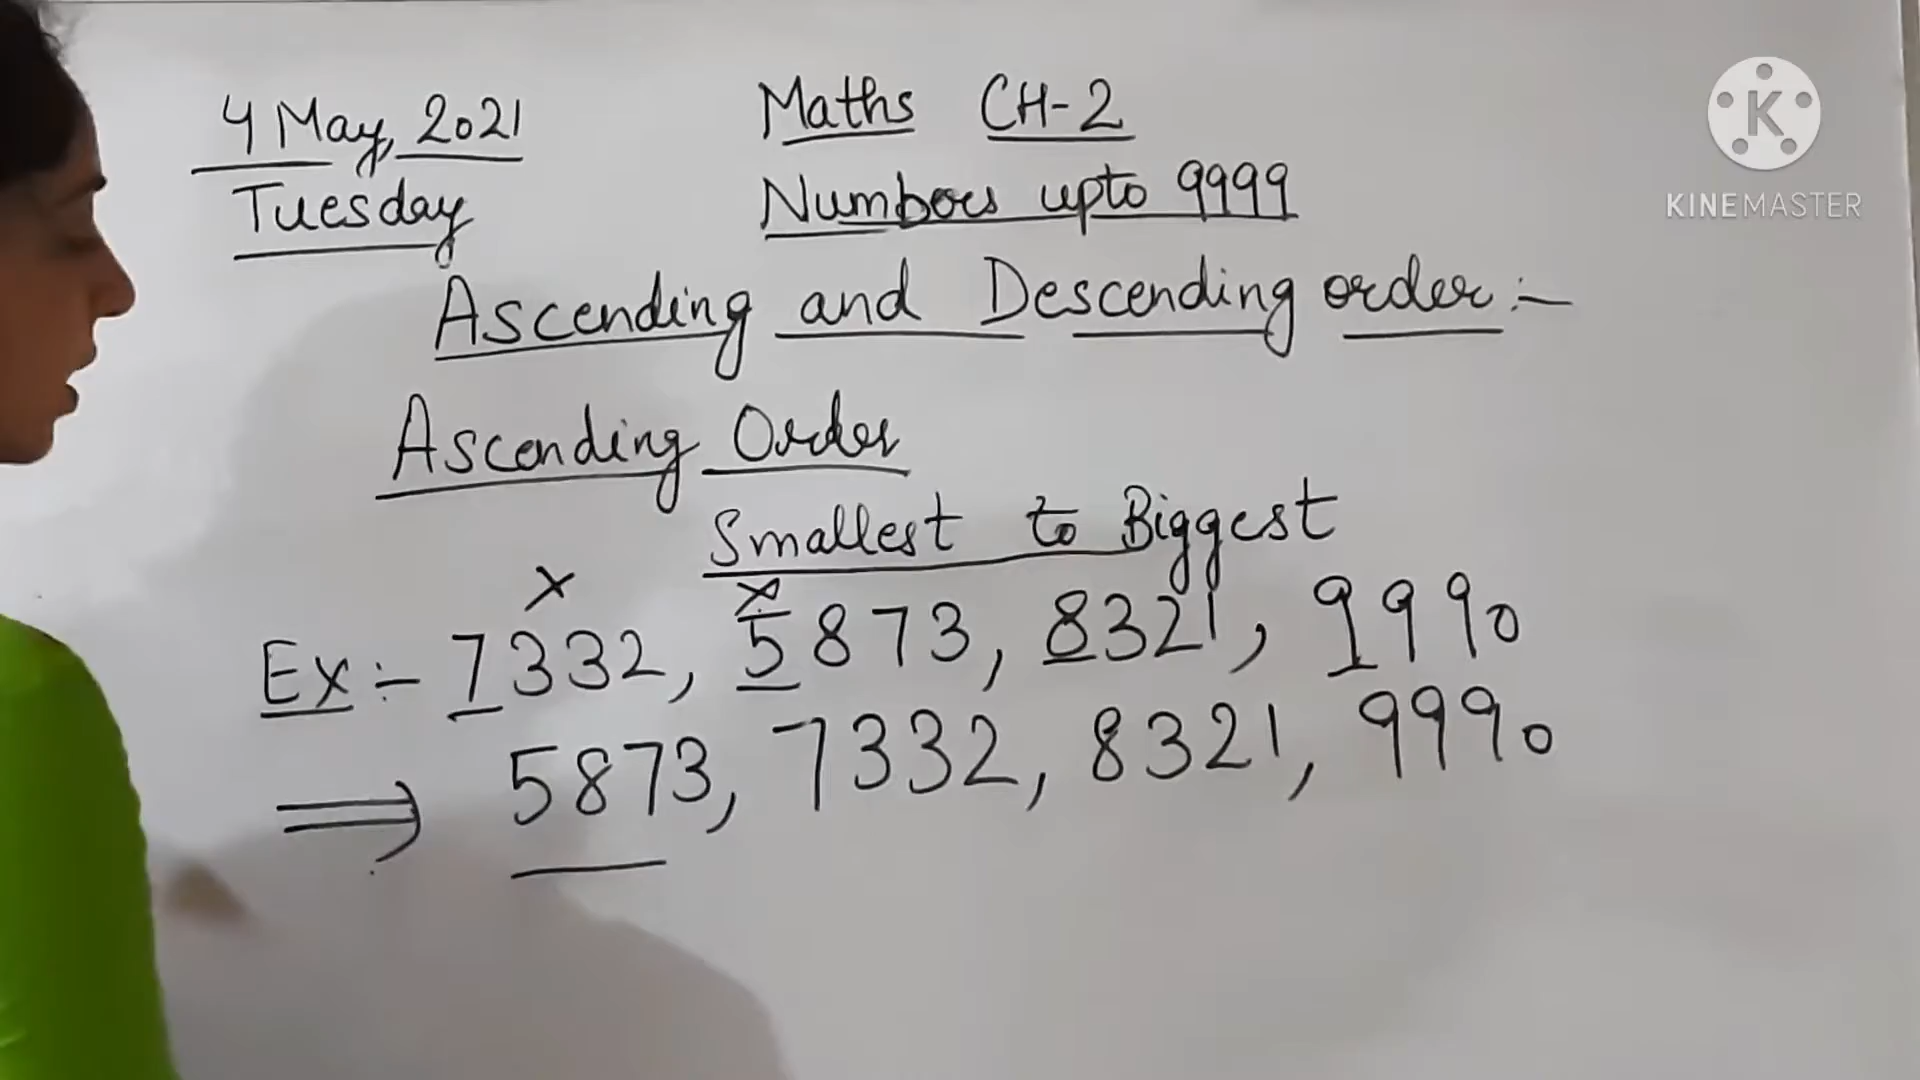 4 May, 2021
Tuesday
Maths CH-2
Numbers upto 9999
Ascending and Descending order :-
Ascending Order
Smallest to Biggest
x x
Ex :- 7332, 5873, 8321, 9990
⇒ 5873, 7332, 8321, 9990
K
KINEMASTER